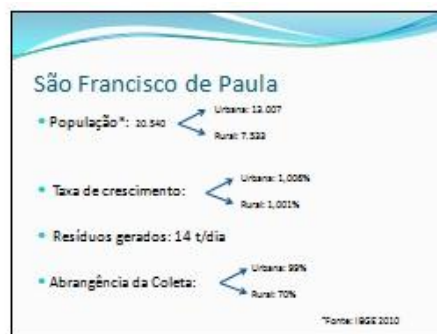 São Francisco de Paula
• População*: 20.540
Urbana: 13.007
Rural: 7.533
• Taxa de crescimento:
Urbana: 1,006%
Rural: 1,001%
• Resíduos gerados: 14 t/dia
• Abrangência da Coleta:
Urbana: 99%
Rural: 70%
*Fonte: IBGE 2010